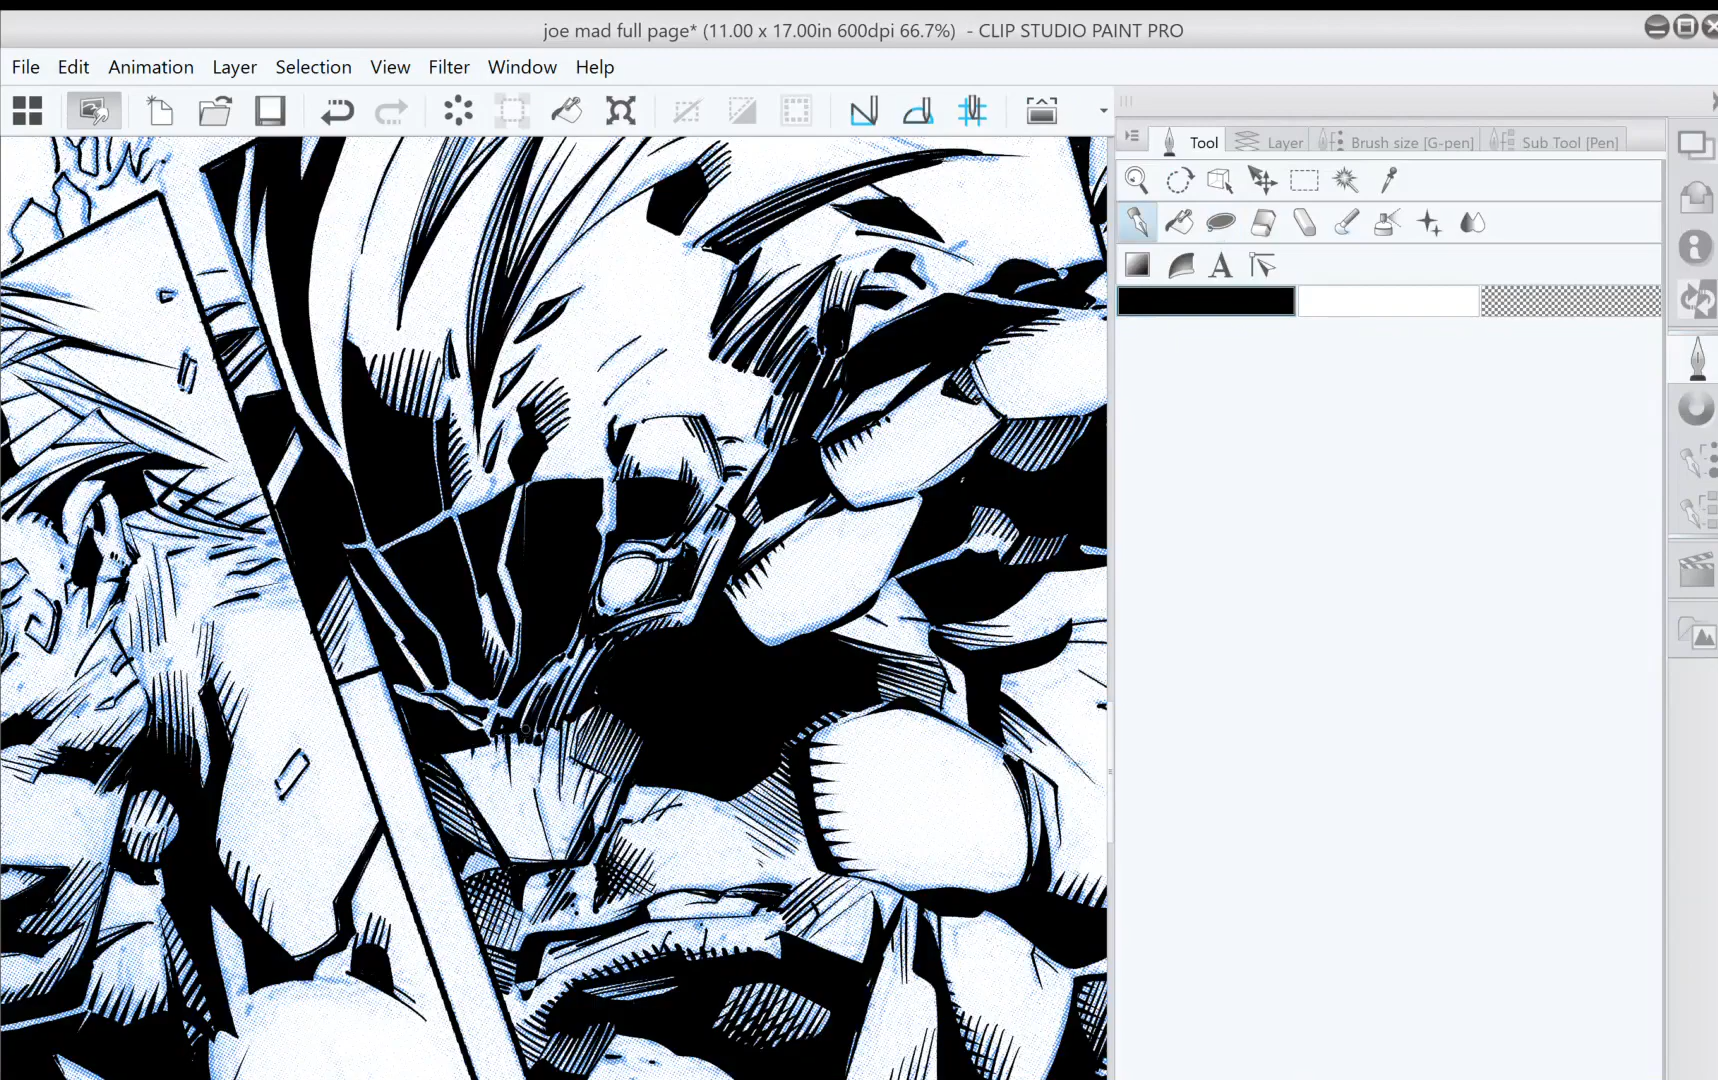 joe mad full page* (11.00 x 17.00in 600dpi 66.7%) - CLIP STUDIO PAINT PRO
File Edit Animation Layer Selection View Filter Window Help
Tool Layer Brush size [G-pen] Sub Tool [Pen]